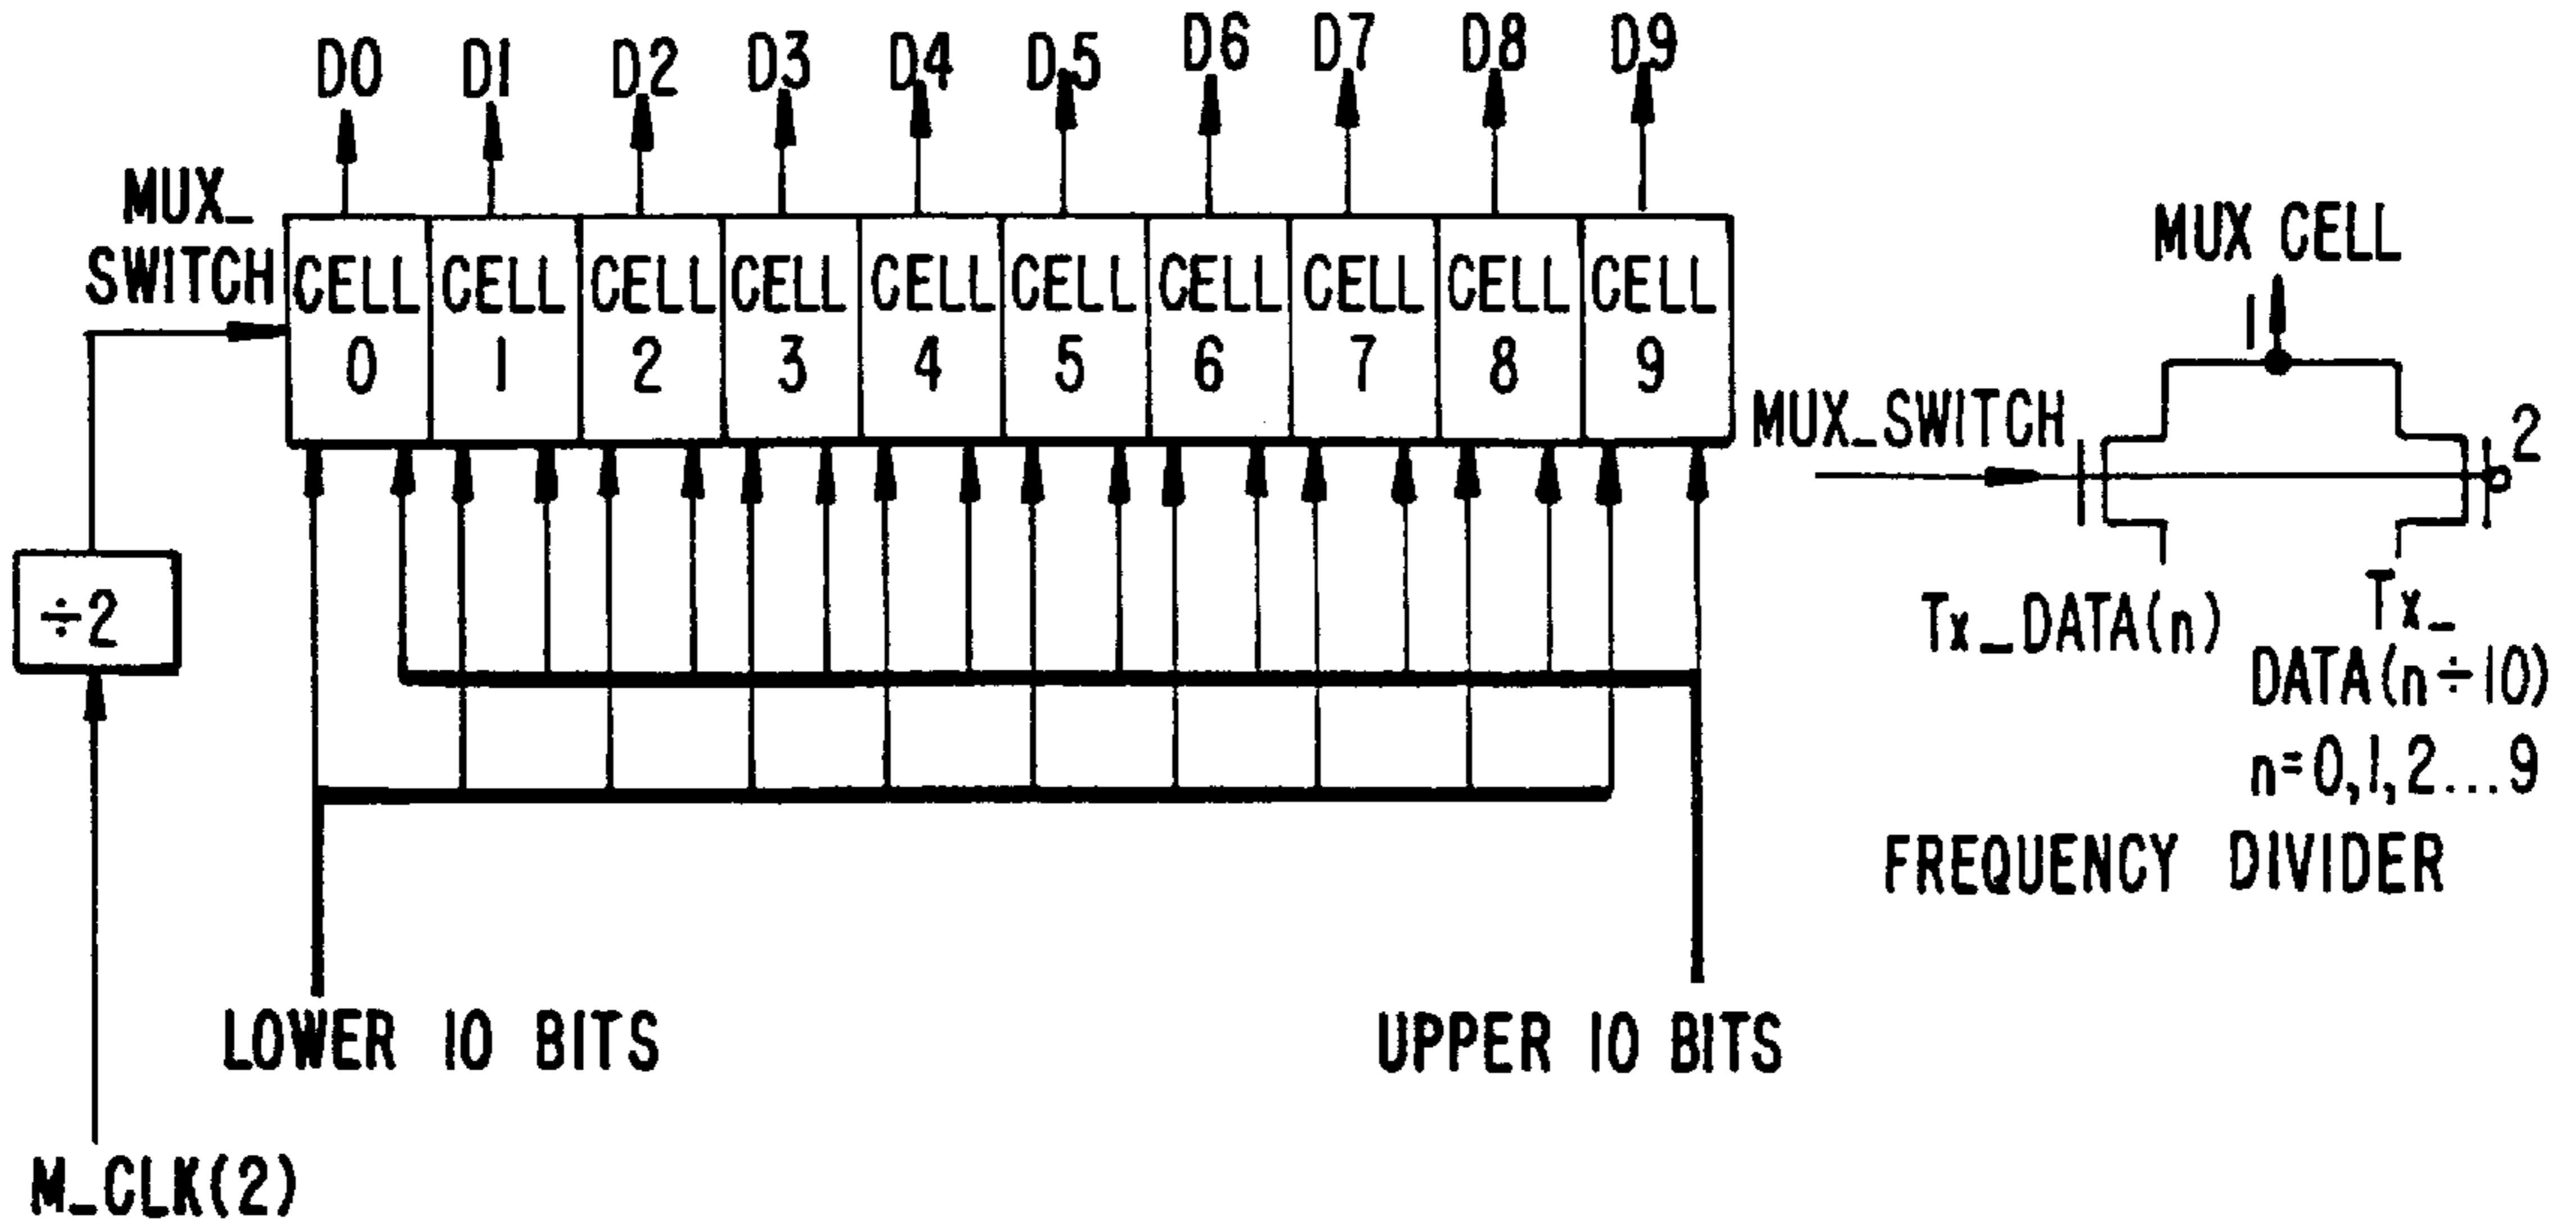 D0 D1 D2 D3 D4 D5 D6 D7 D8 D9
MUX_
SWITCH
CELL 0
CELL 1
CELL 2
CELL 3
CELL 4
CELL 5
CELL 6
CELL 7
CELL 8
CELL 9
÷2
M_CLK(2)
LOWER 10 BITS
UPPER 10 BITS
MUX CELL
1
MUX_SWITCH
2
Tx_DATA(n)
Tx_
DATA(n÷10)
n=0,1,2...9
FREQUENCY DIVIDER